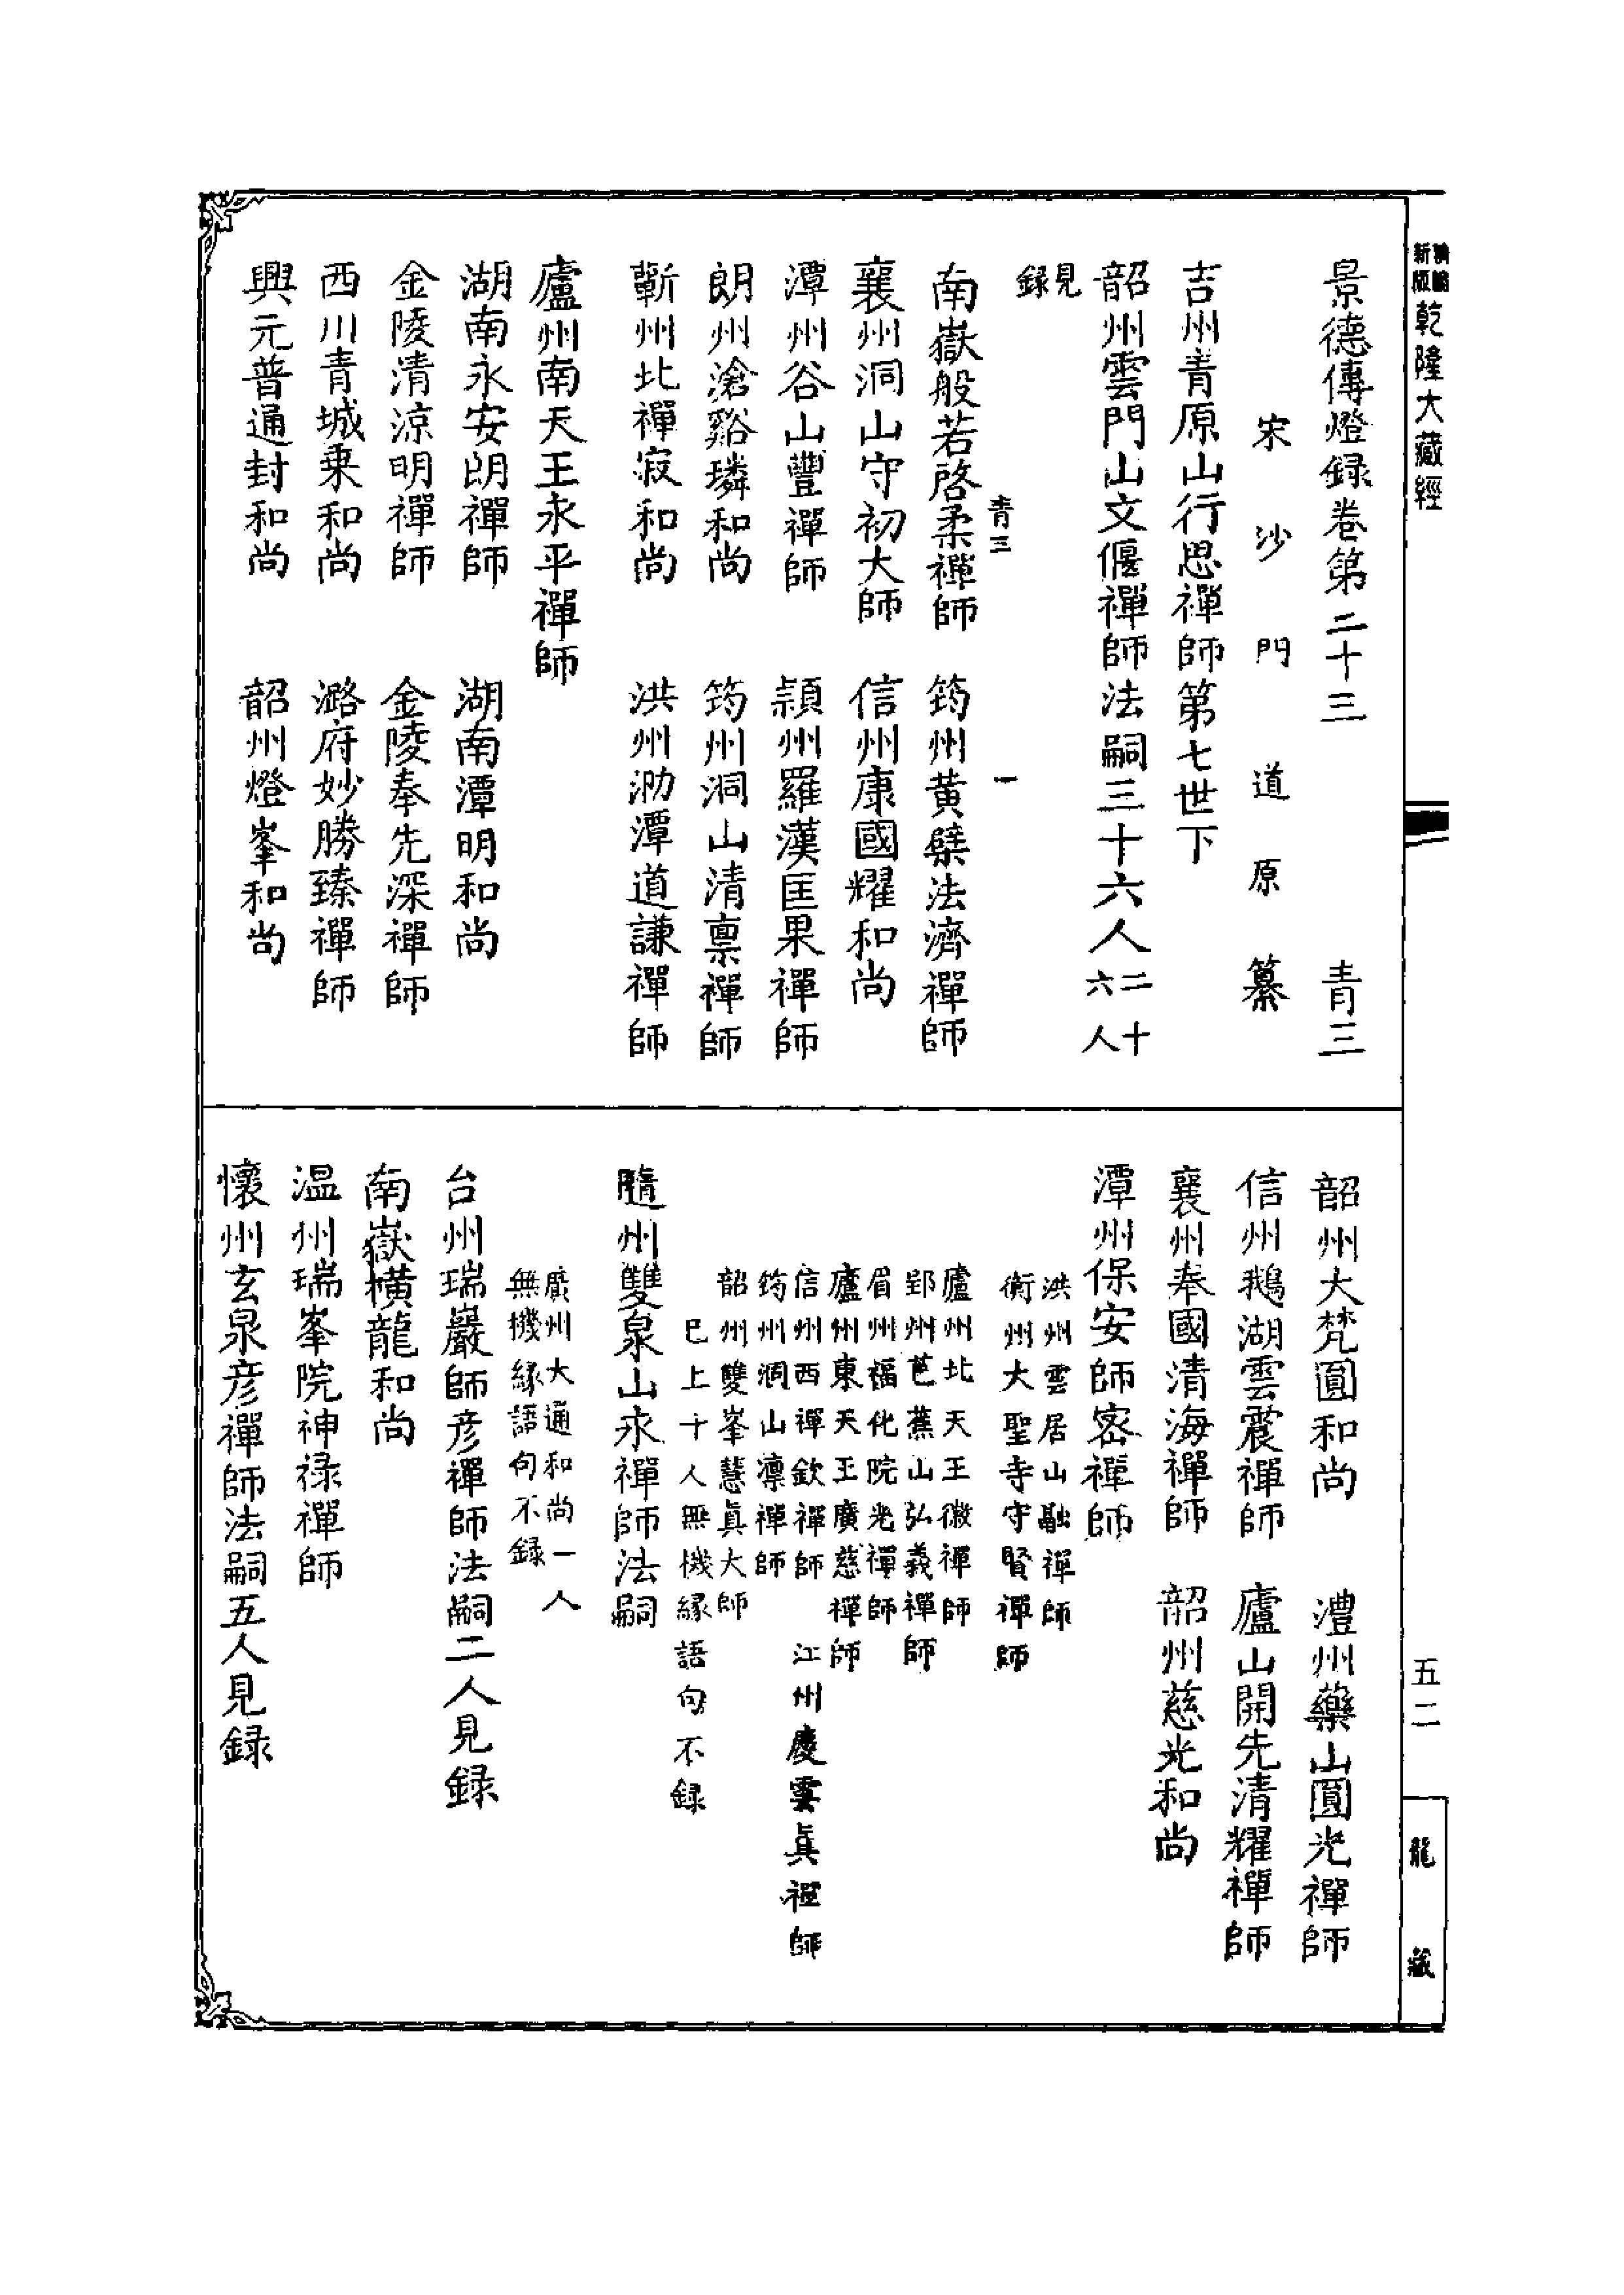 新版
乾隆大藏經
景德傳燈録卷第二十三 青三
宋沙門道原纂
吉州青原山行思禪師第七世下
韶州雲門山文偃禪師法嗣三十六人二十六人
見録
青三 一
南嶽般若啓柔禪師 筠州黃檗法濟禪師
襄州洞山守初大師 信州康國耀和尚
潭州谷山豐禪師 頴州羅漢匡果禪師
朗州滄谿璘和尚 筠州洞山清禀禪師
蘄州北禪寂和尚 洪州泐潭道謙禪師
廬州南天王永平禪師
湖南永安朗禪師 湖南潭明和尚
金陵清涼明禪師 金陵奉先深禪師
西川青城乗和尚 潞府妙勝臻禪師
興元普通封和尚 韶州燈峯和尚
韶州大梵圓和尚 澧州藥山圓光禪師
信州鵝湖雲震禪師 廬山開先清耀禪師
襄州奉國清海禪師 韶州慈光和尚
潭州保安師宻禪師
洪州雲居山融禪師
衡州大聖寺守賢禪師
廬州北天王徽禪師
郢州芭蕉山弘義禪師
眉州福化院光禪師
廬州東天王廣慈禪師
信州西禪欽禪師 江州慶雲眞禪師
筠州洞山凛禪師
韶州雙峯慧眞大師
巳上十人無機緣語句不録
隨州雙泉山永禪師法嗣
廣州大通和尚一人
無機緣語句不録
台州瑞巖師彦禪師法嗣二人見録
南嶽橫龍和尚
温州瑞峯院神禄禪師
懷州玄泉彦禪師法嗣五人見録
五二
龍藏